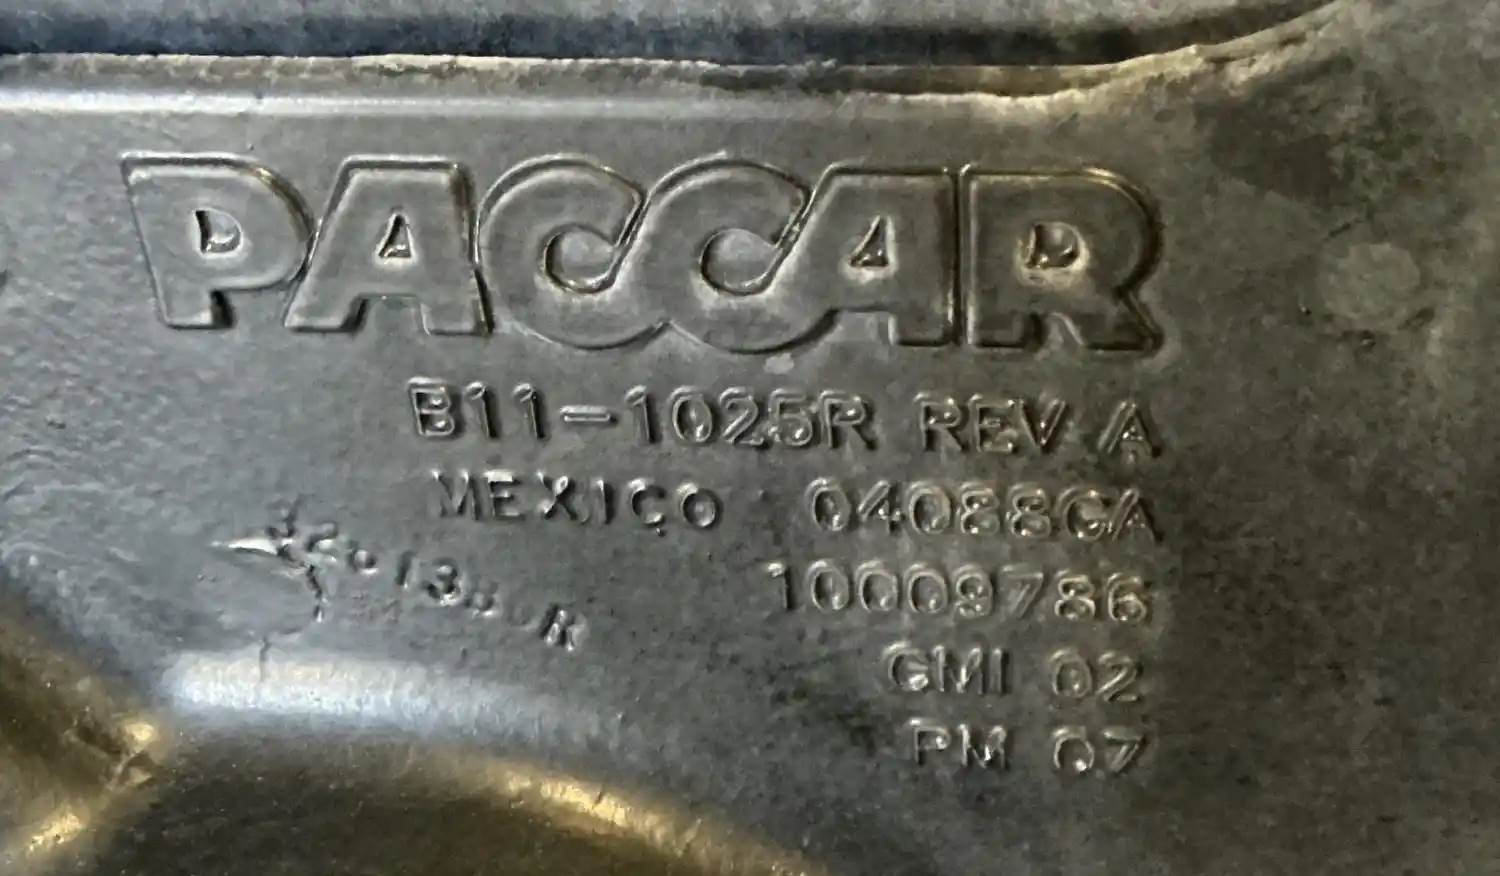 PACCAR
B11-1025R REV A
MEXICO 04088CA
10009786
GMI 02
PM 07